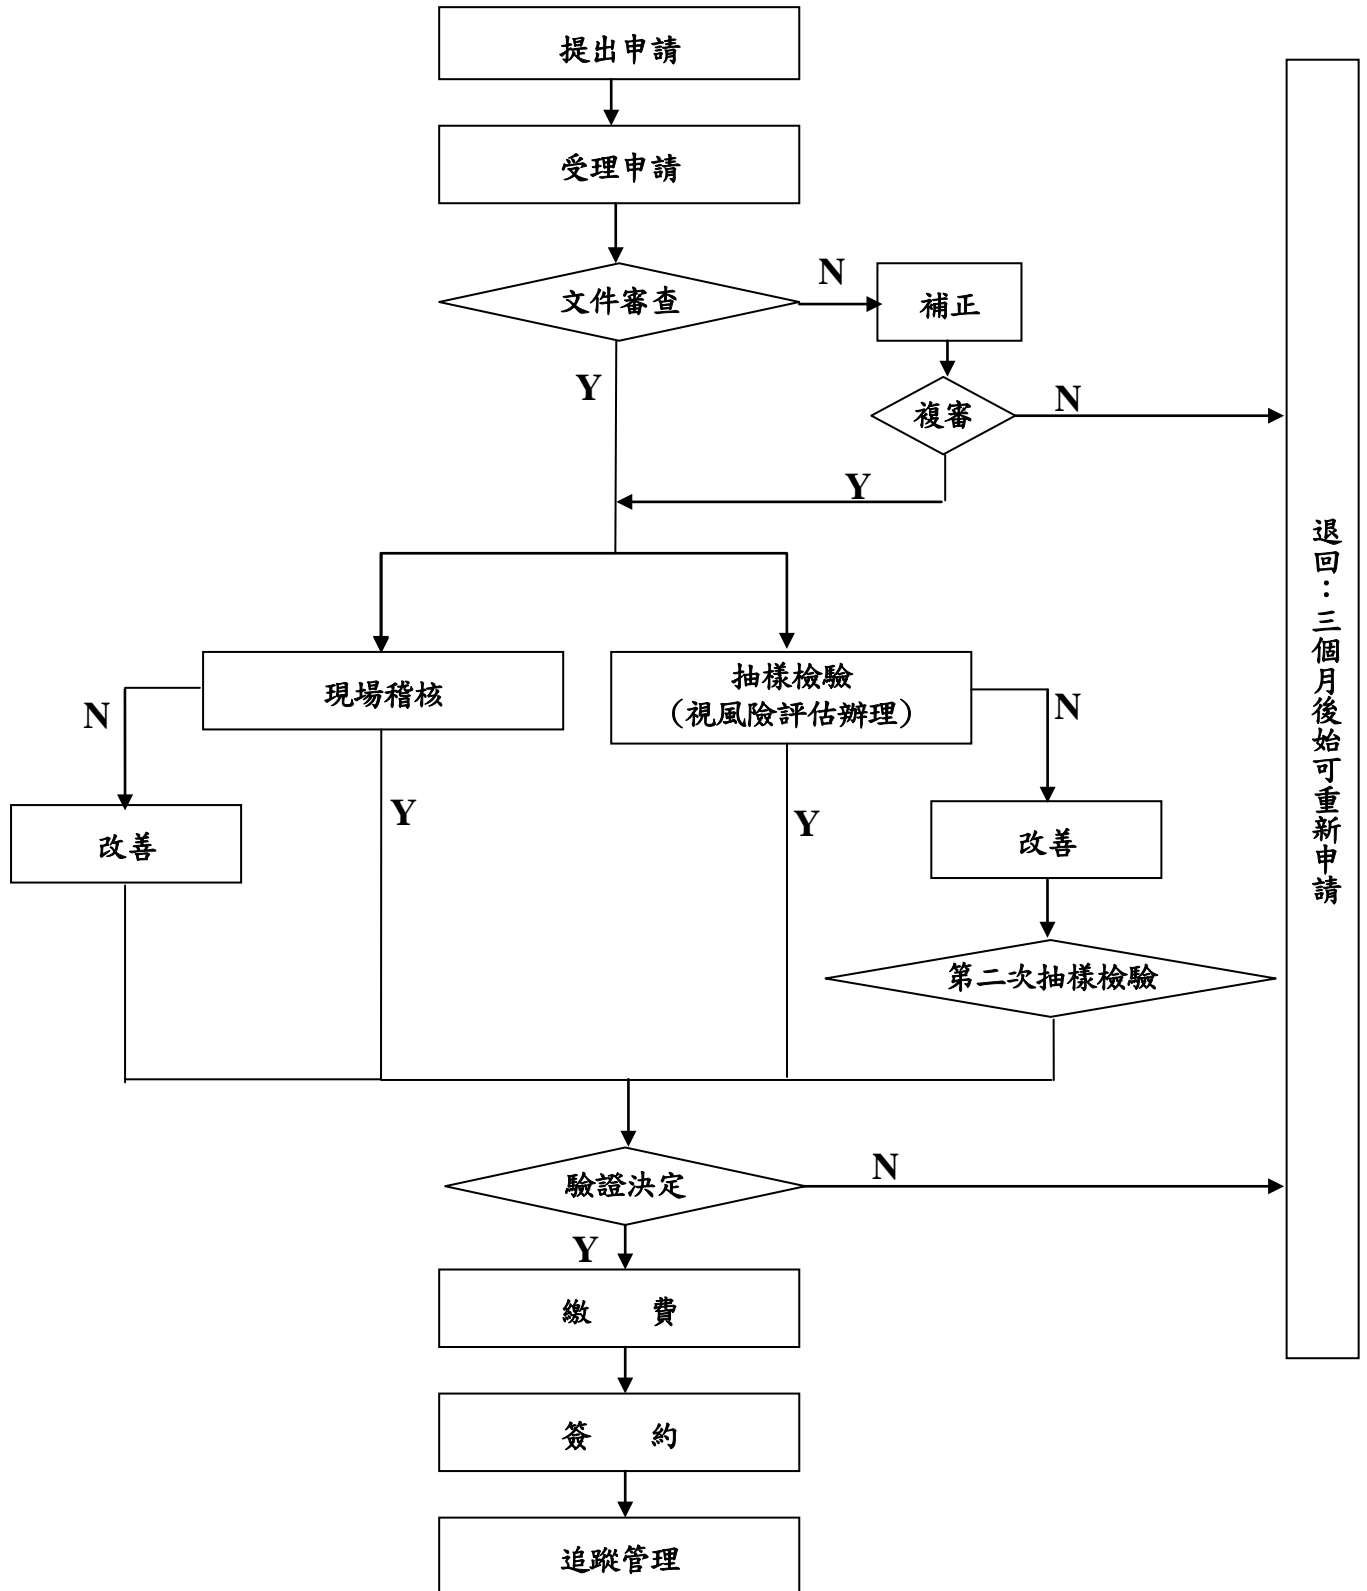 提出申請
受理申請
文件審查
N
補正
Y
複審
N
Y
現場稽核
抽樣檢驗
（視風險評估辦理）
N
N
Y
Y
改善
改善
第二次抽樣檢驗
驗證決定
N
Y
繳　費
簽　約
追蹤管理
退回：三個月後始可重新申請